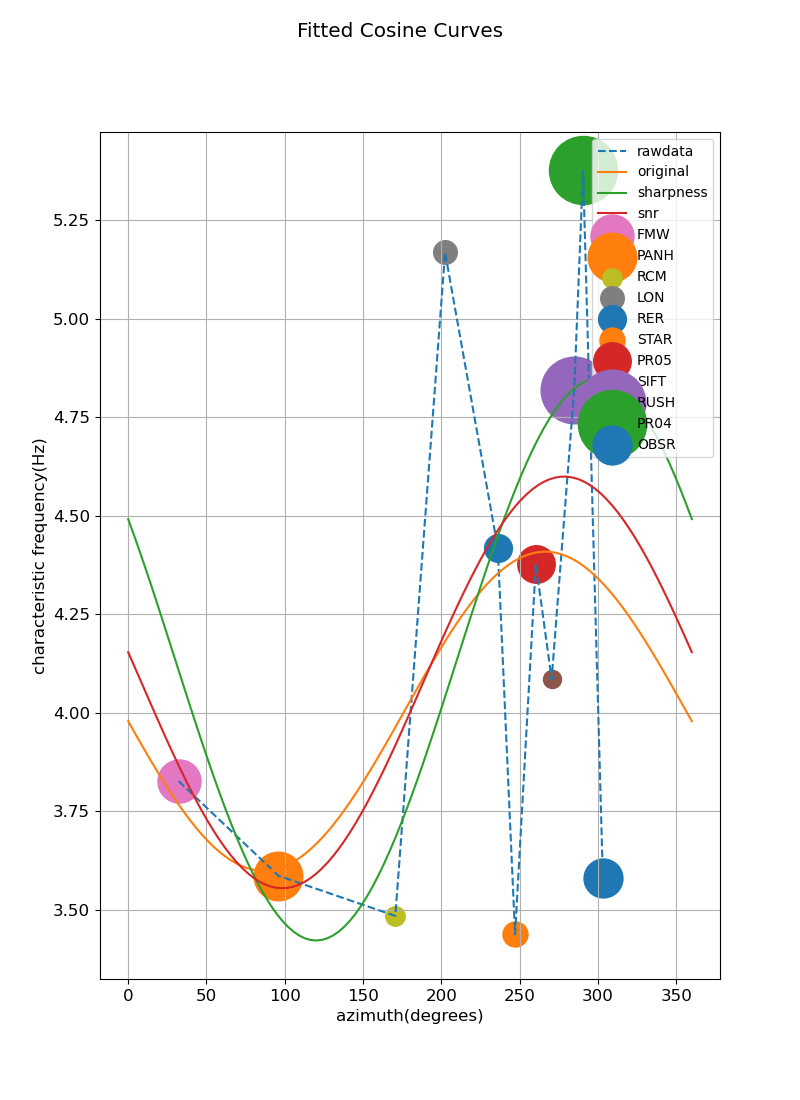 Fitted Cosine Curves
rawdata
original
sharpness
snr
FMW
PANH
RCM
LON
RER
STAR
PR05
SIFT
RUSH
PR04
OBSR
5.25
5.00
4.75
4.50
4.25
4.00
3.75
3.50
characteristic frequency(Hz)
0 50 100 150 200 250 300 350
azimuth(degrees)